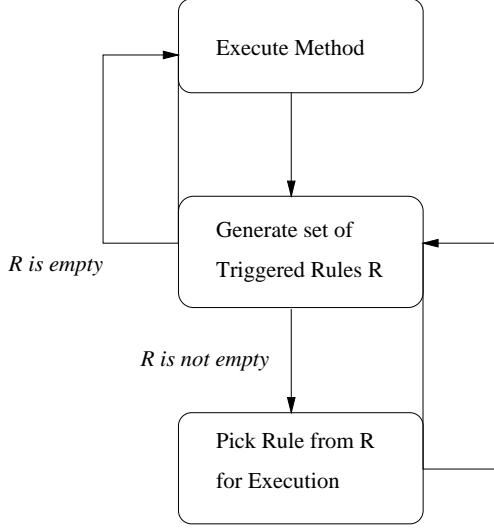 Execute Method
Generate set of
Triggered Rules R
R is empty
R is not empty
Pick Rule from R
for Execution